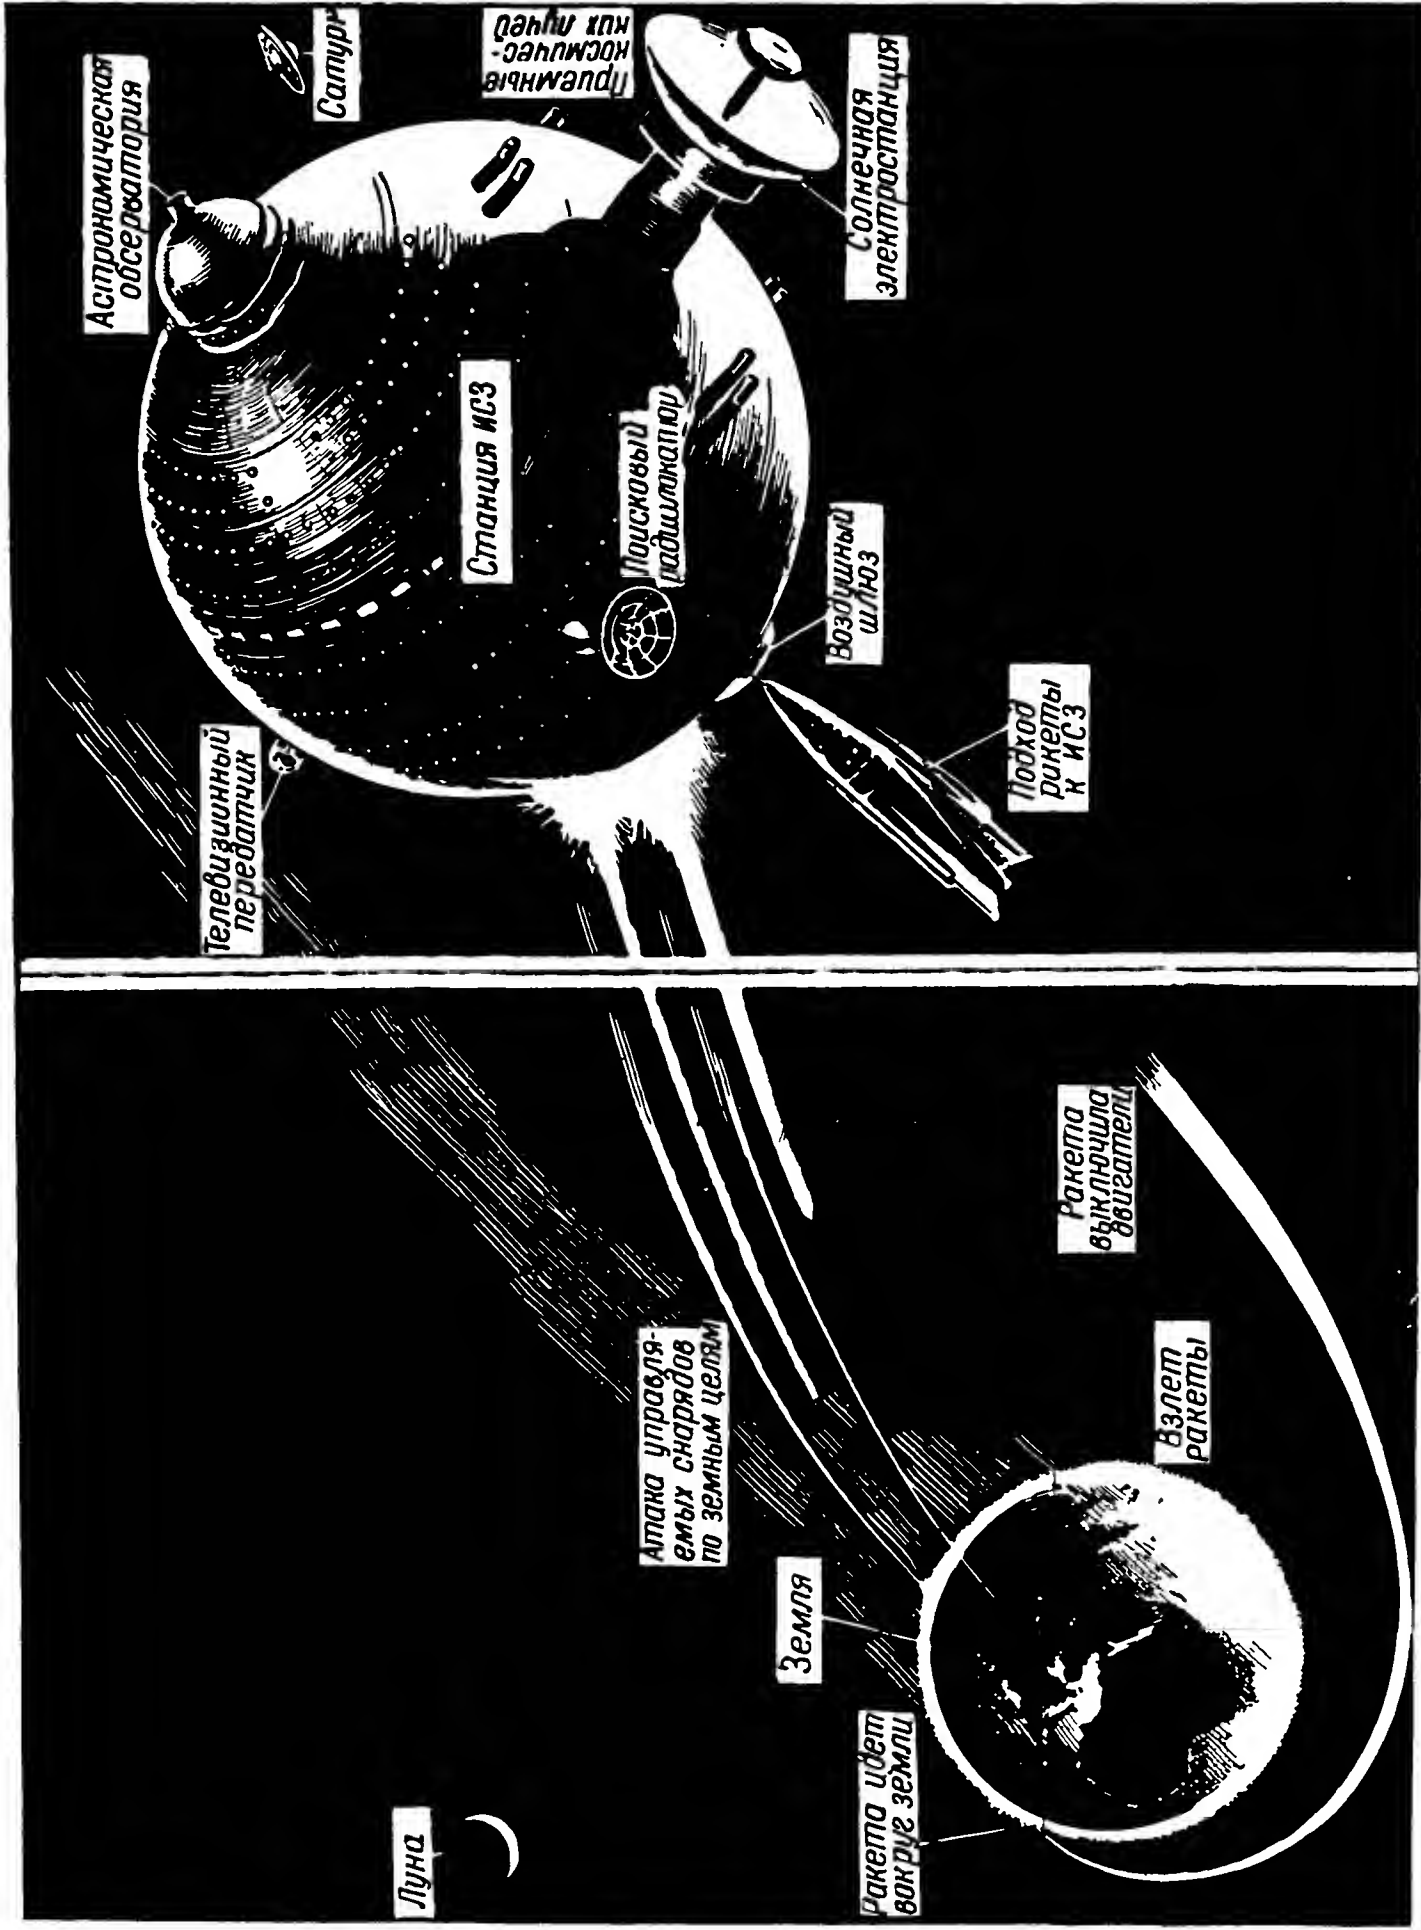 Астрономическая
обсерватория
Сатурн
Приемные
космичес-
ких лучей
Солнечная
электростанция
Станция ИСЗ
Поисковый
радиолокатор
Воздушный
шлюз
Подход
ракеты
к ИСЗ
Телевизионный
передатчик
Ракета
выключила
двигатели
Атака управля-
емых снарядов
по земным целям
Взлет
ракеты
Земля
Ракета идет
вокруг земли
Луна